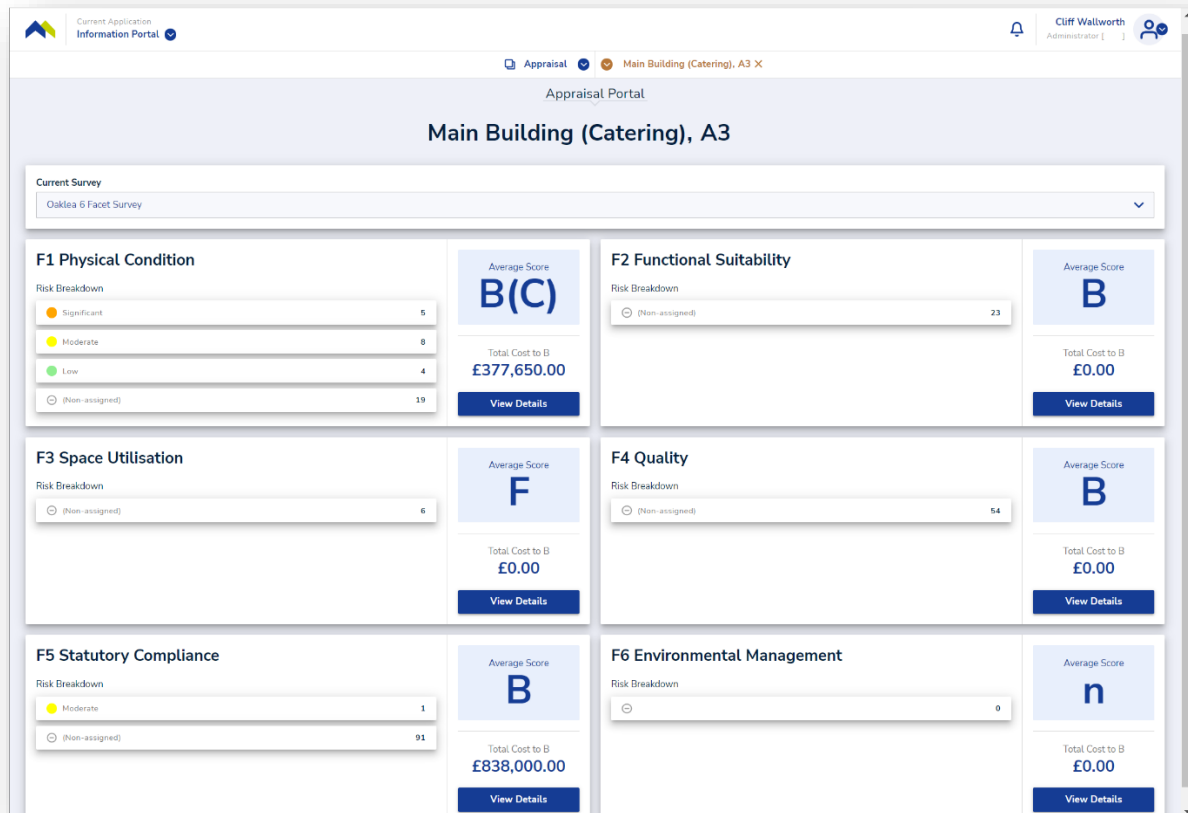 Current Application
Information Portal
Cliff Wallworth
Administrator [ ]
Appraisal
Main Building (Catering), A3 ×
Appraisal Portal
Main Building (Catering), A3
Current Survey
Oaklea 6 Facet Survey
F1 Physical Condition
Risk Breakdown
Significant 5
Moderate 8
Low 4
(Non-assigned) 19
Average Score
B(C)
Total Cost to B
£377,650.00
View Details
F2 Functional Suitability
Risk Breakdown
(Non-assigned) 23
Average Score
B
Total Cost to B
£0.00
View Details
F3 Space Utilisation
Risk Breakdown
(Non-assigned) 6
Average Score
F
Total Cost to B
£0.00
View Details
F4 Quality
Risk Breakdown
(Non-assigned) 54
Average Score
B
Total Cost to B
£0.00
View Details
F5 Statutory Compliance
Risk Breakdown
Moderate 1
(Non-assigned) 91
Average Score
B
Total Cost to B
£838,000.00
View Details
F6 Environmental Management
Risk Breakdown
0
Average Score
n
Total Cost to B
£0.00
View Details